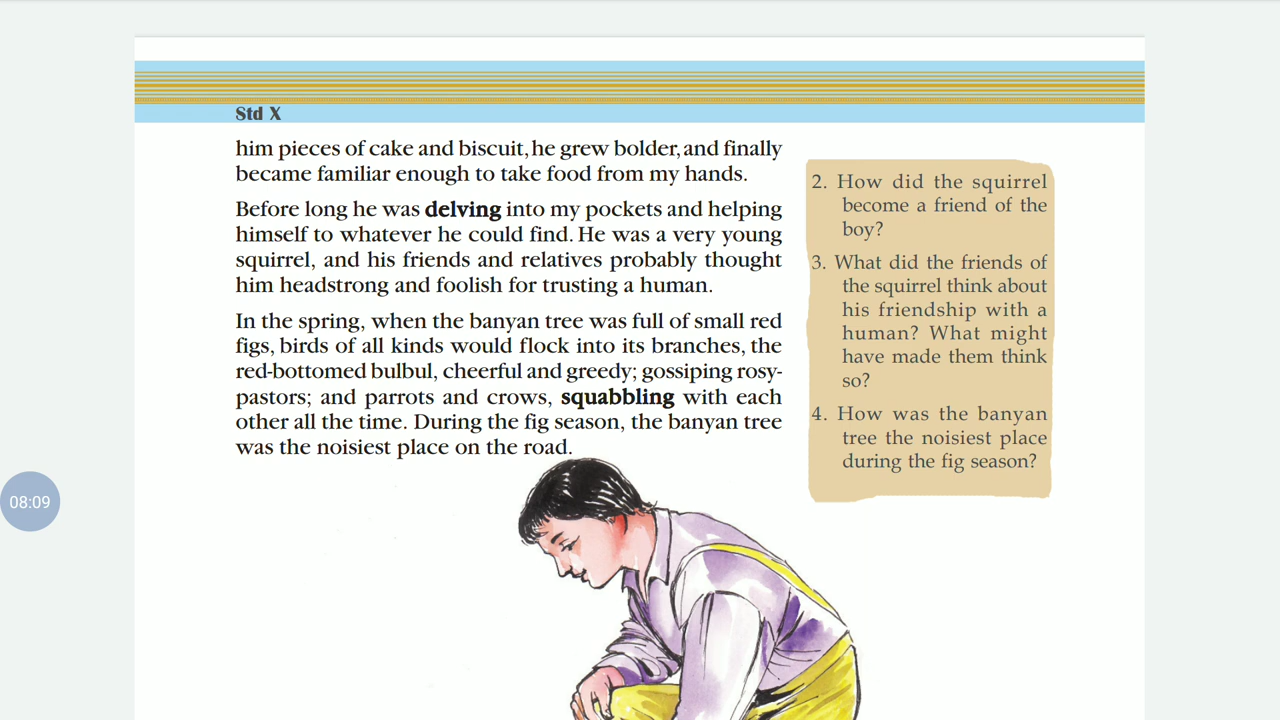 Std X
him pieces of cake and biscuit, he grew bolder, and finally
became familiar enough to take food from my hands.
Before long he was delving into my pockets and helping
himself to whatever he could find. He was a very young
squirrel, and his friends and relatives probably thought
him headstrong and foolish for trusting a human.
In the spring, when the banyan tree was full of small red
figs, birds of all kinds would flock into its branches, the
red-bottomed bulbul, cheerful and greedy; gossiping rosy-
pastors; and parrots and crows, squabbling with each
other all the time. During the fig season, the banyan tree
was the noisiest place on the road.
2. How did the squirrel
become a friend of the
boy?
3. What did the friends of
the squirrel think about
his friendship with a
human? What might
have made them think
so?
4. How was the banyan
tree the noisiest place
during the fig season?
08:09